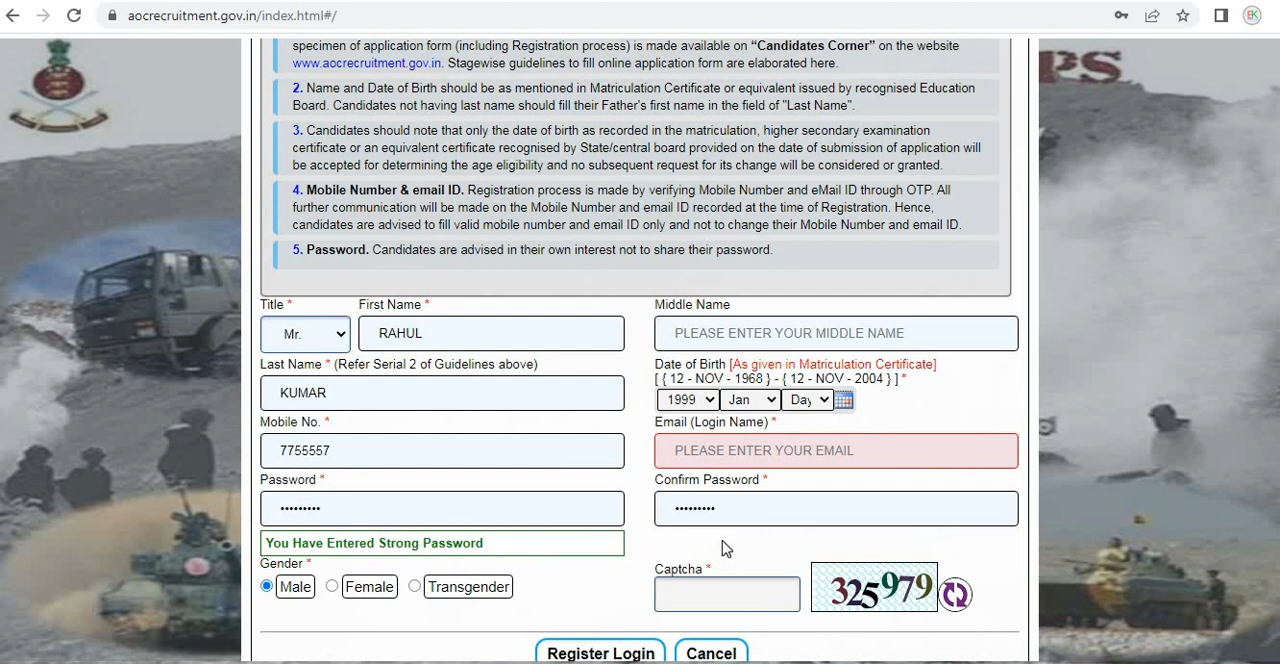 aocrecruitment.gov.in/index.html#/
EK
PS
specimen of application form (including Registration process) is made available on “Candidates Corner” on the website
www.aocrecruitment.gov.in. Stagewise guidelines to fill online application form are elaborated here.
2. Name and Date of Birth should be as mentioned in Matriculation Certificate or equivalent issued by recognised Education
Board. Candidates not having last name should fill their Father's first name in the field of "Last Name".
3. Candidates should note that only the date of birth as recorded in the matriculation, higher secondary examination
certificate or an equivalent certificate recognised by State/central board provided on the date of submission of application will
be accepted for determining the age eligibility and no subsequent request for its change will be considered or granted.
4. Mobile Number & email ID. Registration process is made by verifying Mobile Number and eMail ID through OTP. All
further communication will be made on the Mobile Number and email ID recorded at the time of Registration. Hence,
candidates are advised to fill valid mobile number and email ID only and not to change their Mobile Number and email ID.
5. Password. Candidates are advised in their own interest not to share their password.
Title * First Name * Middle Name
Mr. RAHUL PLEASE ENTER YOUR MIDDLE NAME
Last Name * (Refer Serial 2 of Guidelines above) Date of Birth [As given in Matriculation Certificate]
[ { 12 - NOV - 1968 } - { 12 - NOV - 2004 } ] *
KUMAR 1999 Jan Day
Mobile No. * Email (Login Name) *
7755557 PLEASE ENTER YOUR EMAIL
Password * Confirm Password *
••••••••• •••••••••
You Have Entered Strong Password
Gender * Captcha *
Male Female Transgender 325979
Register Login Cancel